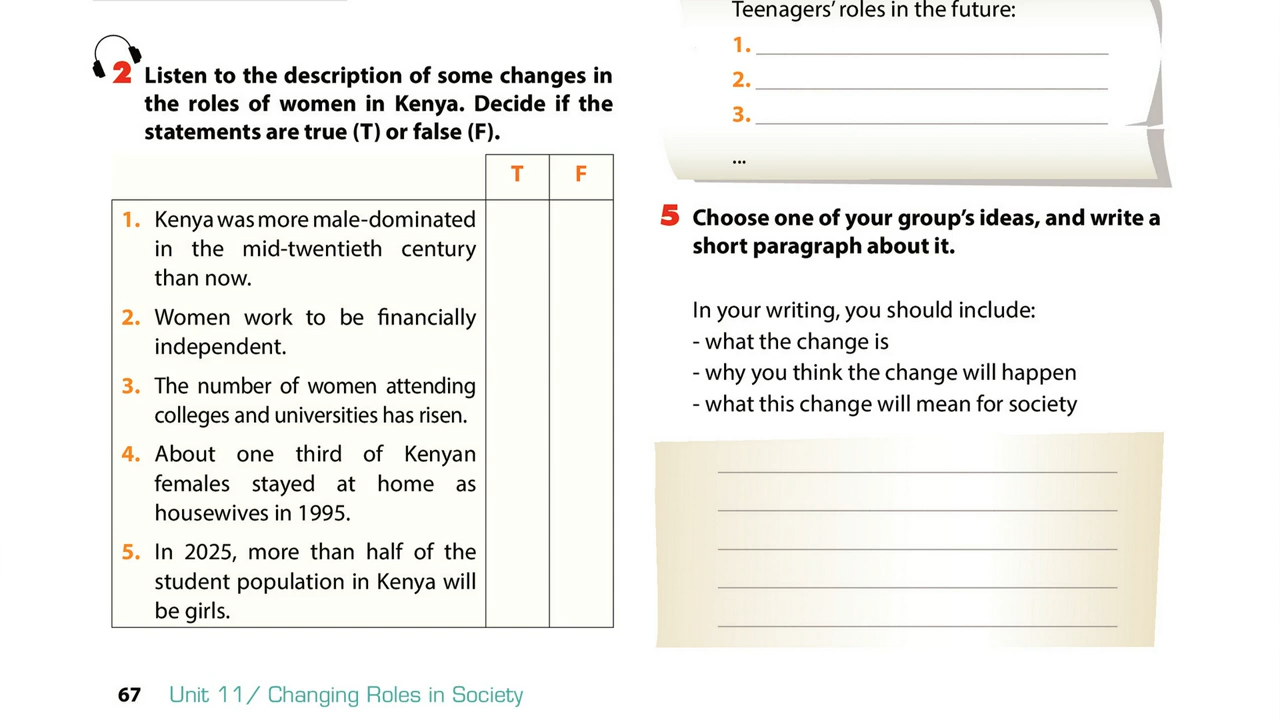 2 Listen to the description of some changes in
the roles of women in Kenya. Decide if the
statements are true (T) or false (F).
T F
1. Kenya was more male-dominated
in the mid-twentieth century
than now.
2. Women work to be financially
independent.
3. The number of women attending
colleges and universities has risen.
4. About one third of Kenyan
females stayed at home as
housewives in 1995.
5. In 2025, more than half of the
student population in Kenya will
be girls.
Teenagers’ roles in the future:
1.
2.
3.
...
5 Choose one of your group’s ideas, and write a
short paragraph about it.
In your writing, you should include:
- what the change is
- why you think the change will happen
- what this change will mean for society
67 Unit 11/ Changing Roles in Society